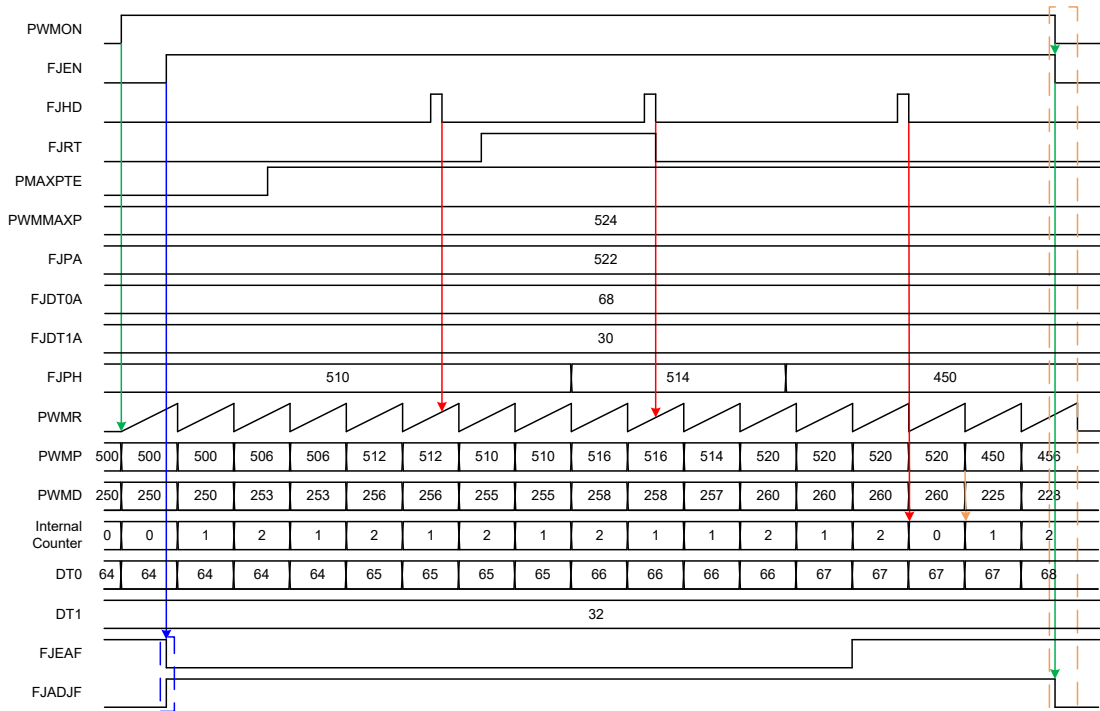 PWMON
FJEN
FJHD
FJRT
PMAXPTE
PWMMAXP 524
FJPA 522
FJDT0A 68
FJDT1A 30
FJPH 510 514 450
PWMR
PWMP 500 500 500 506 506 512 512 510 510 516 516 514 520 520 520 520 450 456
PWMD 250 250 250 253 253 256 256 255 255 258 258 257 260 260 260 260 225 228
Internal
Counter 0 0 1 2 1 2 1 2 1 2 1 1 2 1 2 0 1 2
DT0 64 64 64 64 64 65 65 65 65 66 66 66 66 67 67 67 67 68
DT1 32
FJEAF
FJADJF